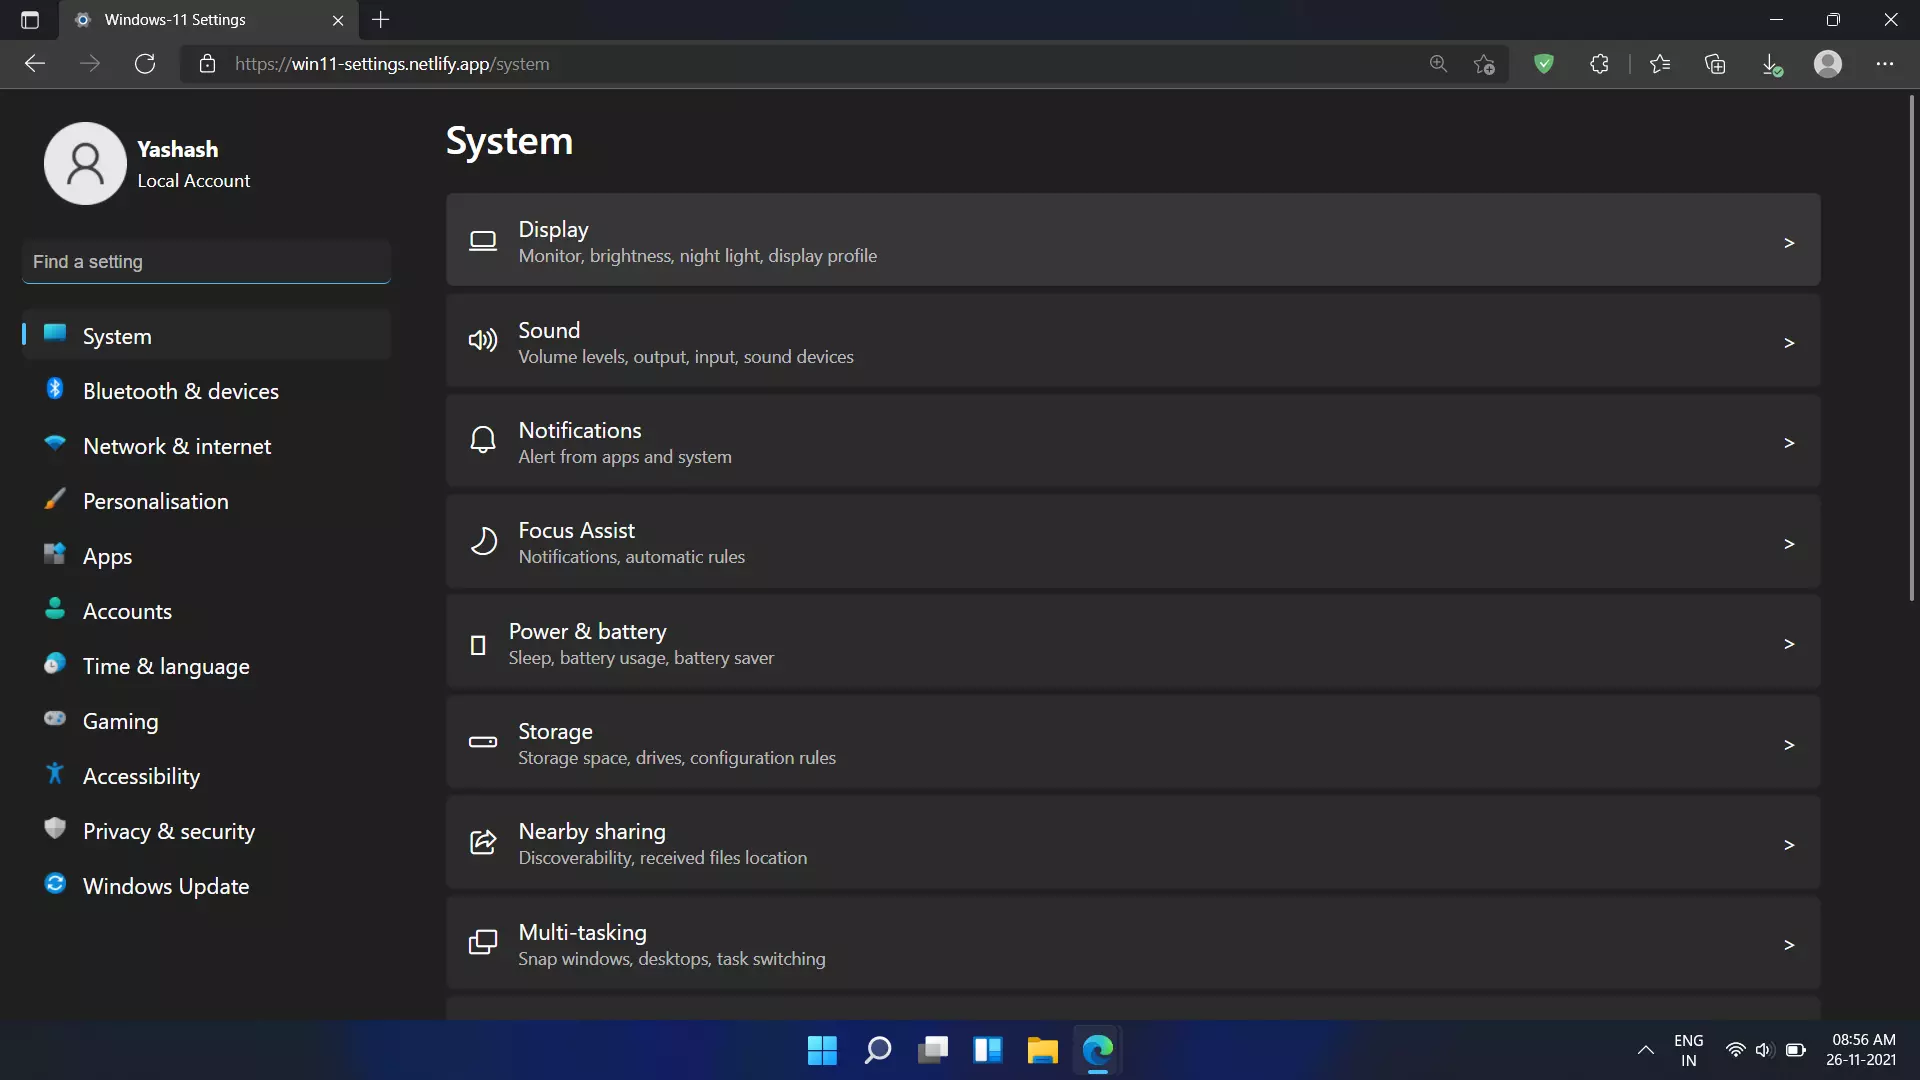 Windows-11 Settings
https://win11-settings.netlify.app/system
Yashash
Local Account
Find a setting
System
Bluetooth & devices
Network & internet
Personalisation
Apps
Accounts
Time & language
Gaming
Accessibility
Privacy & security
Windows Update
System
Display
Monitor, brightness, night light, display profile
>
Sound
Volume levels, output, input, sound devices
>
Notifications
Alert from apps and system
>
Focus Assist
Notifications, automatic rules
>
Power & battery
Sleep, battery usage, battery saver
>
Storage
Storage space, drives, configuration rules
>
Nearby sharing
Discoverability, received files location
>
Multi-tasking
Snap windows, desktops, task switching
>
ENG
IN
08:56 AM
26-11-2021